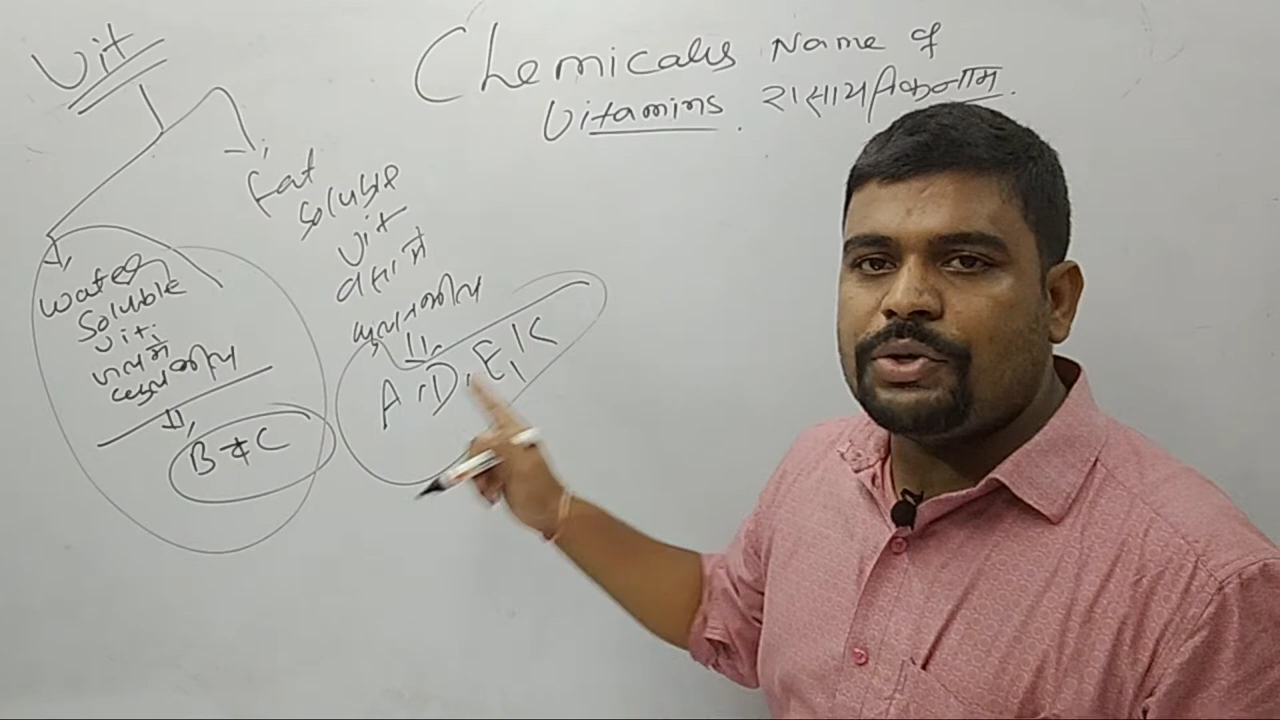 Vit
Chemicals Name of
Vitamins. रासायनिक नाम.
fat
soluble
vit
वसा मे
घुलनशील
A, D, E, K
Water
Soluble
vit.
जल मे
घुलनशील
B & C